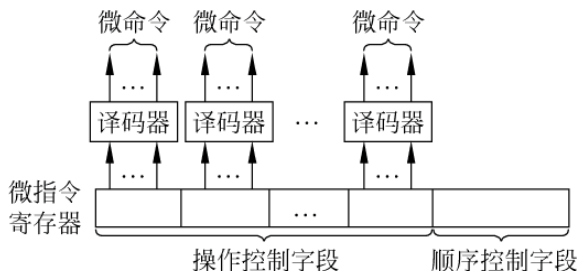 微命令 微命令 微命令
… … …
译码器 译码器 … 译码器
… … …
微指令
寄存器
…
操作控制字段 顺序控制字段